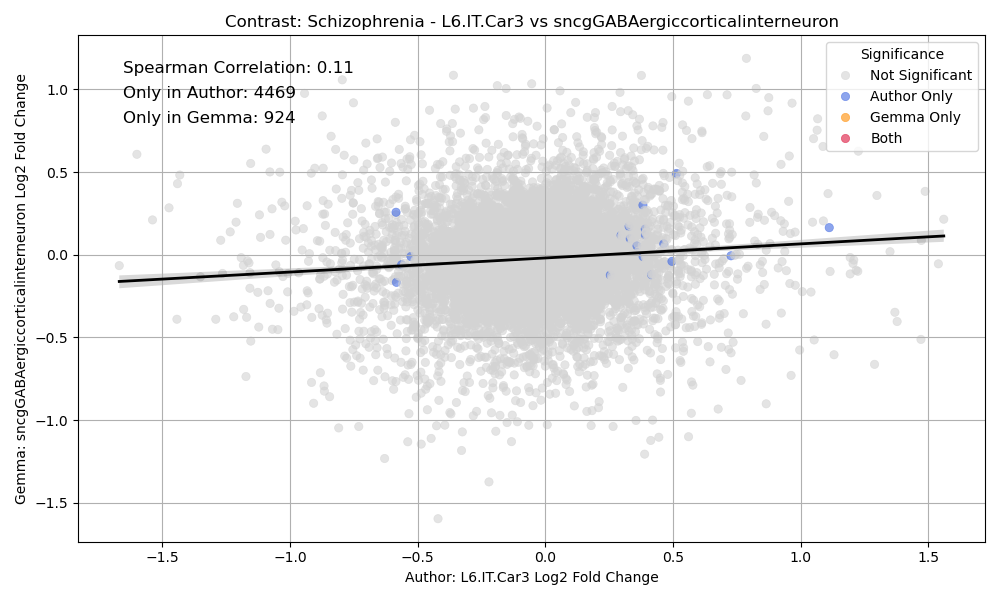 Contrast: Schizophrenia - L6.IT.Car3 vs sncgGABAergiccorticalinterneuron
Spearman Correlation: 0.11
Only in Author: 4469
Only in Gemma: 924
Significance
Not Significant
Author Only
Gemma Only
Both
Gemma: sncgGABAergiccorticalinterneuron Log2 Fold Change
1.0
0.5
0.0
−0.5
−1.0
−1.5
−1.5 −1.0 −0.5 0.0 0.5 1.0 1.5
Author: L6.IT.Car3 Log2 Fold Change